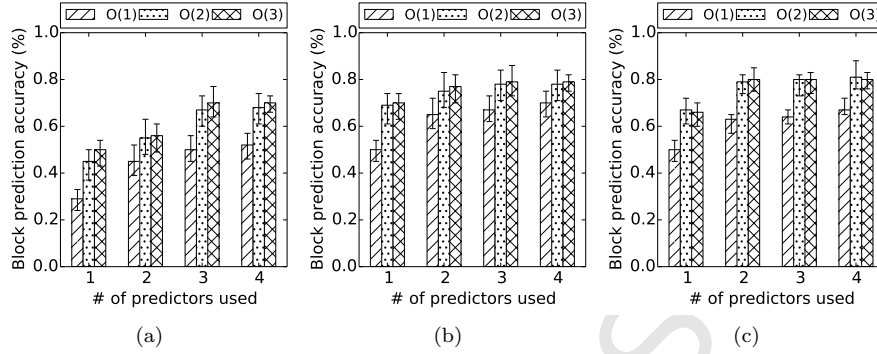 O(1) O(2) O(3)
Block prediction accuracy (%)
1.0
0.8
0.6
0.4
0.2
0.0
1 2 3 4
# of predictors used
(a)
O(1) O(2) O(3)
Block prediction accuracy (%)
1.0
0.8
0.6
0.4
0.2
0.0
1 2 3 4
# of predictors used
(b)
O(1) O(2) O(3)
Block prediction accuracy (%)
1.0
0.8
0.6
0.4
0.2
0.0
1 2 3 4
# of predictors used
(c)